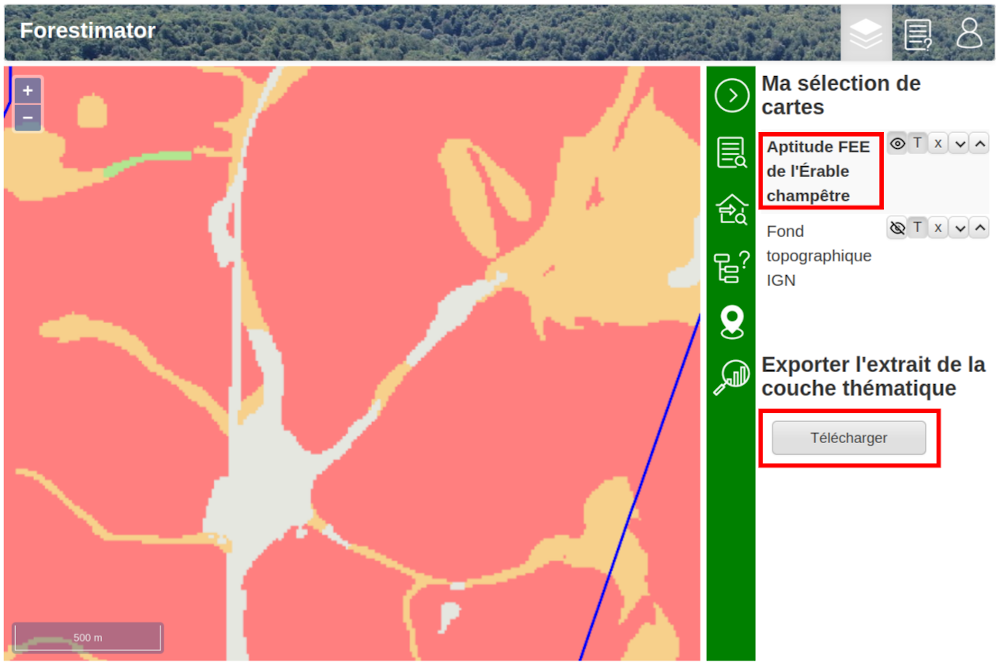 Forestimator
+
−
Ma sélection de
cartes
Aptitude FEE
de l'Érable
champêtre
T
x
Fond
topographique
IGN
T
x
?
Exporter l'extrait de la
couche thématique
Télécharger
500 m